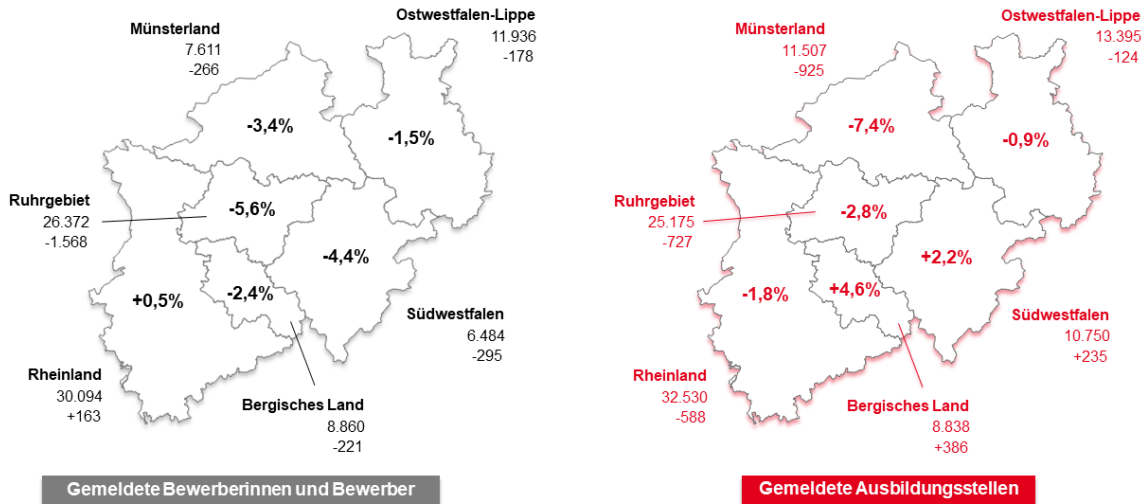 Münsterland
7.611
-266
Ostwestfalen-Lippe
11.936
-178
-3,4%
-1,5%
Ruhrgebiet
26.372
-1.568
-5,6%
-4,4%
+0,5%
-2,4%
Südwestfalen
6.484
-295
Rheinland
30.094
+163
Bergisches Land
8.860
-221
Gemeldete Bewerberinnen und Bewerber
Münsterland
11.507
-925
Ostwestfalen-Lippe
13.395
-124
-7,4%
-0,9%
Ruhrgebiet
25.175
-727
-2,8%
+2,2%
-1,8%
+4,6%
Südwestfalen
10.750
+235
Rheinland
32.530
-588
Bergisches Land
8.838
+386
Gemeldete Ausbildungsstellen